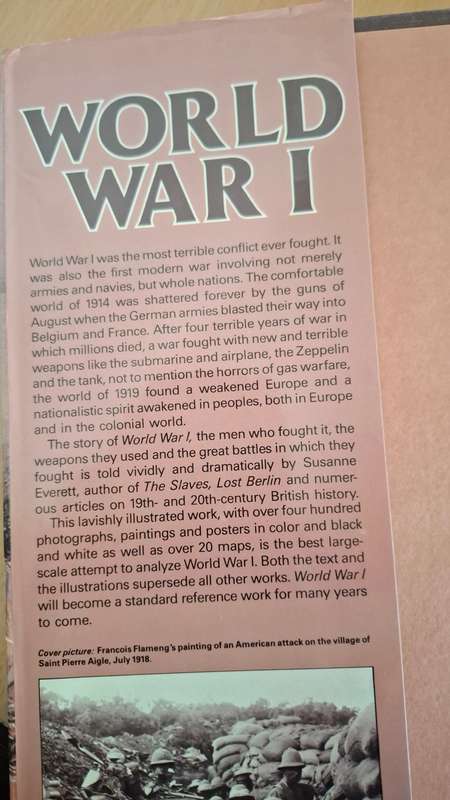 WORLD
WAR I
World War I was the most terrible conflict ever fought. It
was also the first modern war involving not merely
armies and navies, but whole nations. The comfortable
world of 1914 was shattered forever by the guns of
August when the German armies blasted their way into
Belgium and France. After four terrible years of war in
which millions died, a war fought with new and terrible
weapons like the submarine and airplane, the Zeppelin
and the tank, not to mention the horrors of gas warfare,
the world of 1919 found a weakened Europe and a
nationalistic spirit awakened in peoples, both in Europe
and in the colonial world.
The story of World War I, the men who fought it, the
weapons they used and the great battles in which they
fought is told vividly and dramatically by Susanne
Everett, author of The Slaves, Lost Berlin and numer-
ous articles on 19th- and 20th-century British history.
This lavishly illustrated work, with over four hundred
photographs, paintings and posters in color and black
and white as well as over 20 maps, is the best large-
scale attempt to analyze World War I. Both the text and
the illustrations supersede all other works. World War I
will become a standard reference work for many years
to come.
Cover picture: Francois Flameng's painting of an American attack on the village of
Saint Pierre Aigle, July 1918.